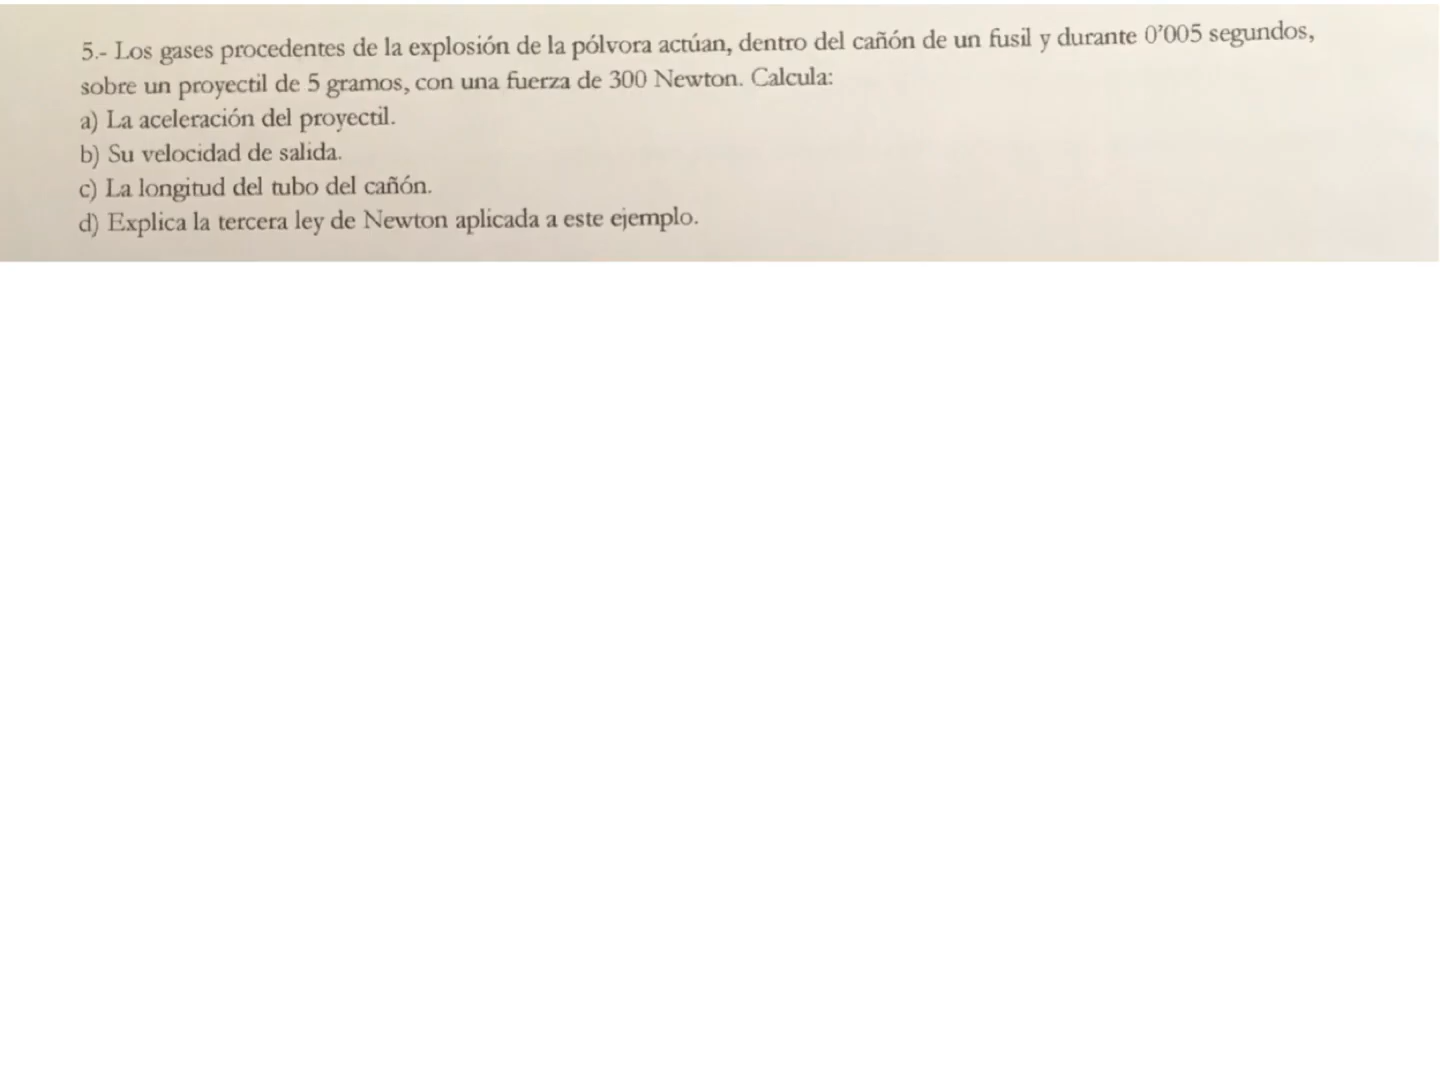 5.- Los gases procedentes de la explosión de la pólvora actúan, dentro del cañón de un fusil y durante 0’005 segundos,
sobre un proyectil de 5 gramos, con una fuerza de 300 Newton. Calcula:
a) La aceleración del proyectil.
b) Su velocidad de salida.
c) La longitud del tubo del cañón.
d) Explica la tercera ley de Newton aplicada a este ejemplo.